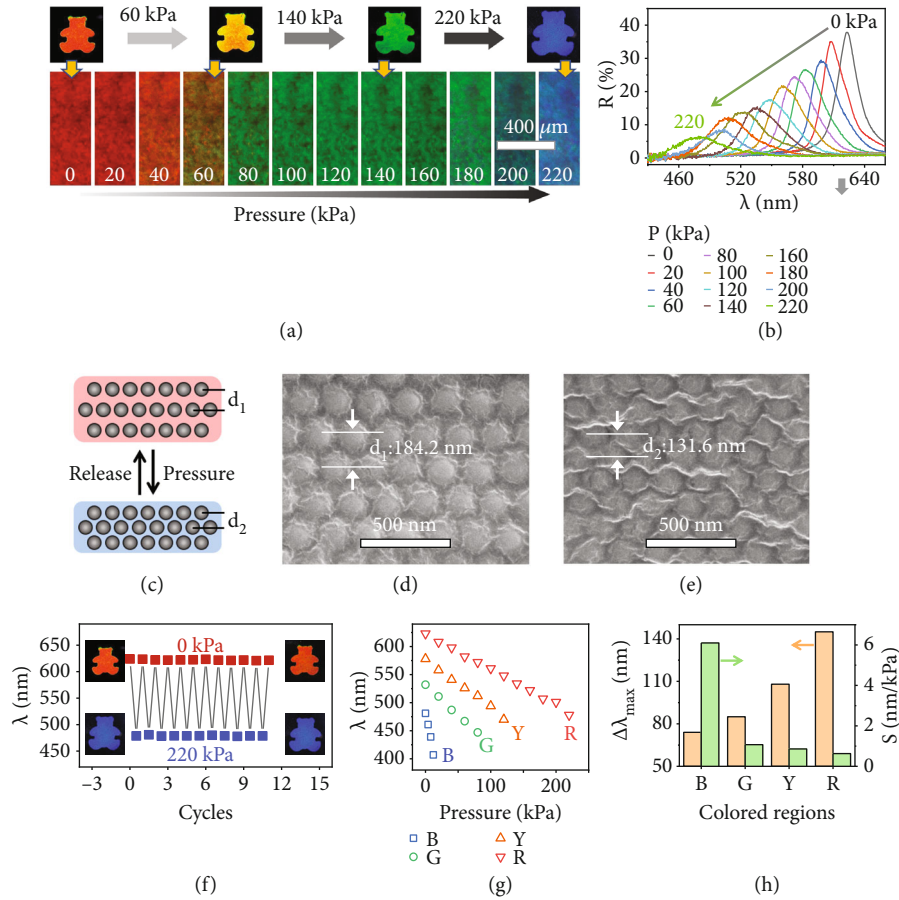 60 kPa
140 kPa
220 kPa
400 μm
0 20 40 60 80 100 120 140 160 180 200 220
Pressure (kPa)
(a)
R (%)
40
30
20
10
0
0 kPa
220
460 520 580 640
λ (nm)
P (kPa)
0 80 160
20 100 180
40 120 200
60 140 220
(b)
d1
Release Pressure
d2
(c)
d1:184.2 nm
500 nm
(d)
d2:131.6 nm
500 nm
(e)
λ (nm)
650
600
550
500
450
0 kPa
220 kPa
−3 0 3 6 9 12 15
Cycles
(f)
λ (nm)
600
550
500
450
400
B
G
Y
R
0 100 200
Pressure (kPa)
B Y
G R
(g)
Δλmax (nm)
140
110
80
50
6
4
2
0
S (nm/kPa)
B G Y R
Colored regions
(h)